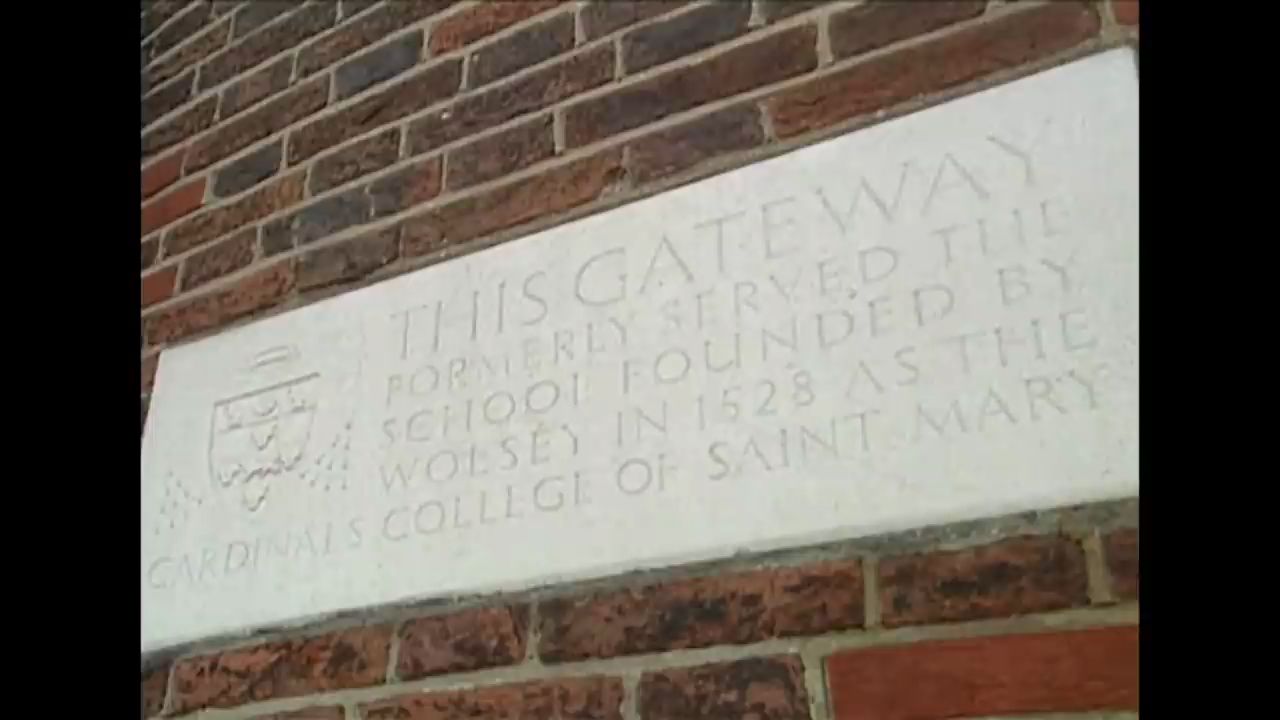 THIS GATEWAY
FORMERLY SERVED THE
SCHOOL FOUNDED BY
WOLSEY IN 1528 AS THE
CARDINALS COLLEGE OF SAINT MARY